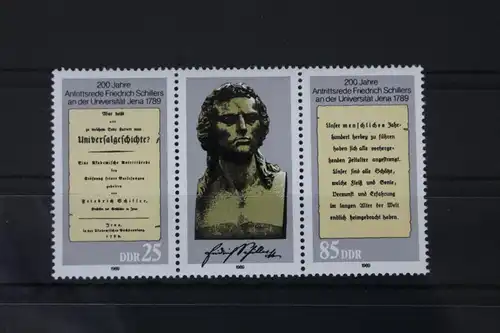 200 Jahre
Antrittsrede Friedrich Schillers
an der Universität Jena 1789
Was heißt
und
zu welchem Ende studiert man
Universalgeschichte?
Eine Akademische Antrittsrede
bey
Eröffnung seiner Vorlesungen
gehalten
von
Friedrich Schiller,
Professor der Geschichte in Jena.
Jena,
in der Akademischen Buchhandlung
1789.
DDR 25
1989
1989
200 Jahre
Antrittsrede Friedrich Schillers
an der Universität Jena 1789
Unser menschliches Jahr-
hundert herbey zu führen
haben sich alle vorherge-
henden Zeitalter angestrengt.
Unser sind alle Schätze,
welche Fleiß und Genie,
Vernunft und Erfahrung
im langen Alter der Welt
endlich heimgebracht haben.
85 DDR
1989